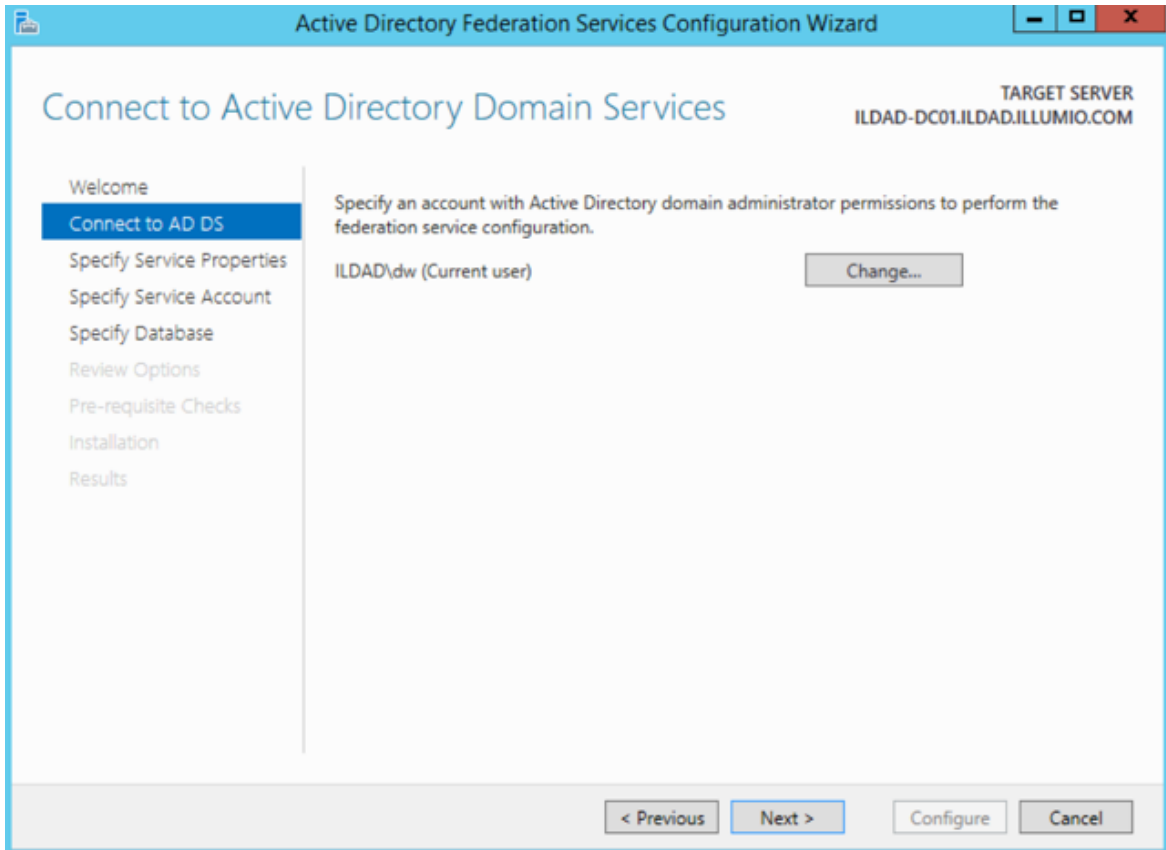 Active Directory Federation Services Configuration Wizard
Connect to Active Directory Domain Services
TARGET SERVER
ILDAD-DC01.ILDAD.ILLUMIO.COM
Welcome
Connect to AD DS
Specify Service Properties
Specify Service Account
Specify Database
Review Options
Pre-requisite Checks
Installation
Results
Specify an account with Active Directory domain administrator permissions to perform the
federation service configuration.
ILDAD\dw (Current user)
Change...
< Previous
Next >
Configure
Cancel